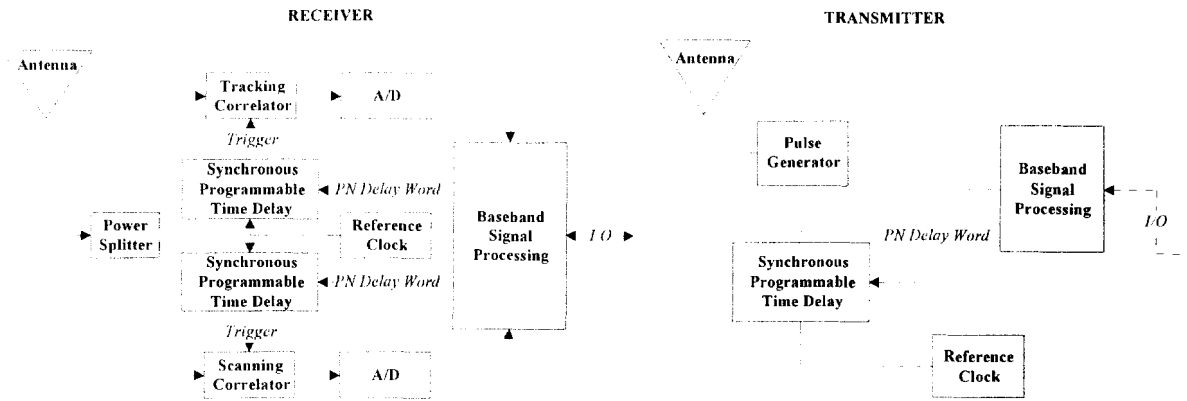 RECEIVER
Antenna
Tracking
Correlator
A/D
Trigger
Synchronous
Programmable
Time Delay
PN Delay Word
Power
Splitter
Reference
Clock
Baseband
Signal
Processing
I/O
Synchronous
Programmable
Time Delay
PN Delay Word
Trigger
Scanning
Correlator
A/D
TRANSMITTER
Antenna
Pulse
Generator
Baseband
Signal
Processing
I/O
PN Delay Word
Synchronous
Programmable
Time Delay
Reference
Clock